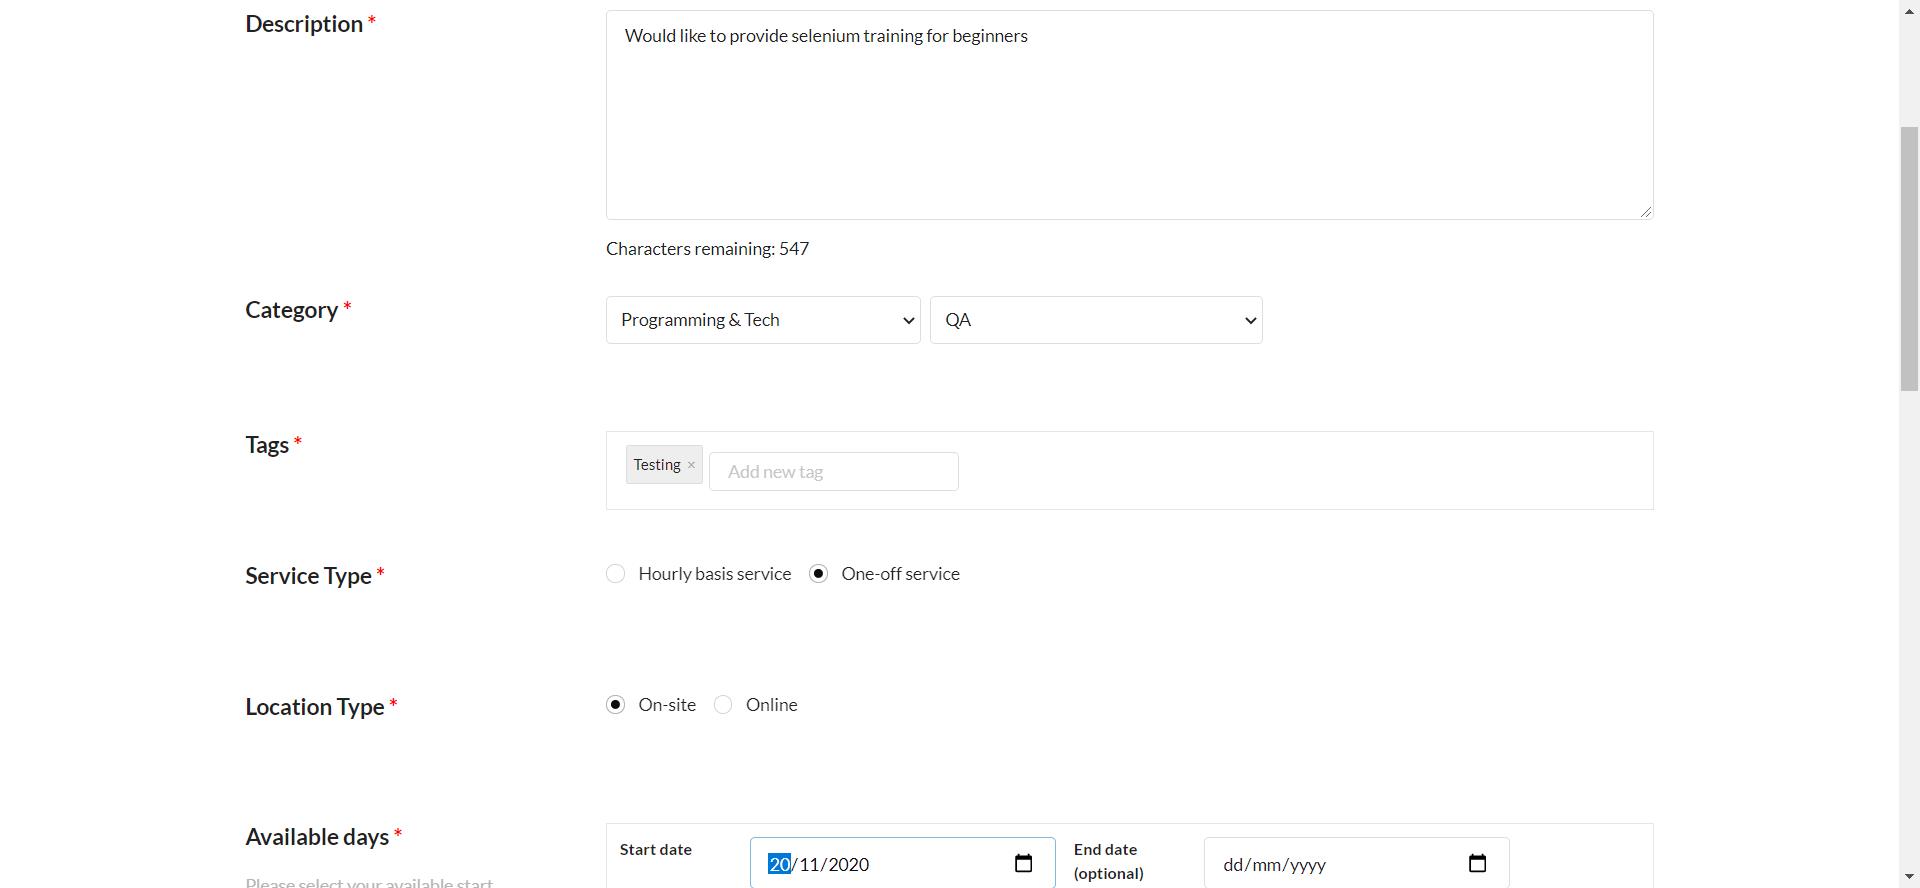 Description *
Would like to provide selenium training for beginners
Characters remaining: 547
Category *
Programming & Tech
QA
Tags *
Testing ×
Add new tag
Service Type *
Hourly basis service
One-off service
Location Type *
On-site
Online
Available days *
Please select your available start
Start date
20/11/2020
End date
(optional)
dd/mm/yyyy